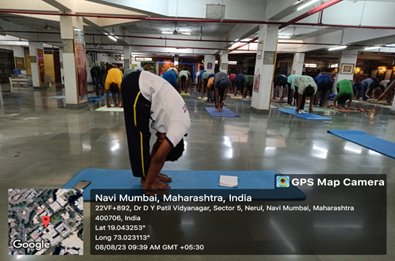 GPS Map Camera
Navi Mumbai, Maharashtra, India
22VF+892, Dr D Y Patil Vidyanagar, Sector 5, Nerul, Navi Mumbai, Maharashtra
400706, India
Lat 19.043253°
Long 73.023113°
08/08/23 09:39 AM GMT +05:30
Google